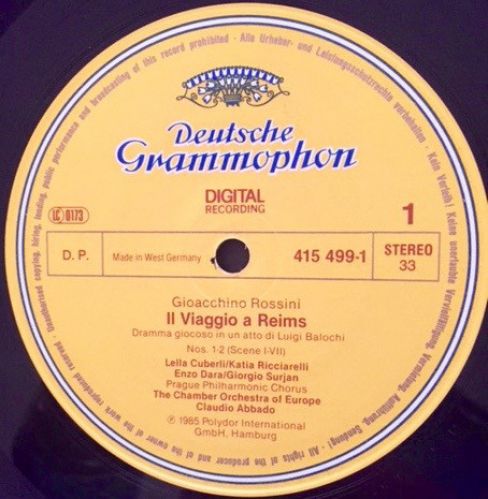 Unauthorized copying, hiring, lending, public performance and broadcasting of this record prohibited · Alle Urheber- und Leistungsschutzrechte vorbehalten · Kein Verleih! Keine unerlaubte Vervielfältigung, Vermietung, Aufführung, Sendung! · All rights of the producer and of the owner of the work reproduced reserved ·
Deutsche
Grammophon
DIGITAL
RECORDING
1
LC 0173
D. P.
Made in West Germany
415 499-1
STEREO
33
Gioacchino Rossini
Il Viaggio a Reims
Dramma giocoso in un atto di Luigi Balochi
Nos. 1-2 (Scene I-VII)
Lella Cuberli/Katia Ricciarelli
Enzo Dara/Giorgio Surjan
Prague Philharmonic Chorus
The Chamber Orchestra of Europe
Claudio Abbado
℗ 1985 Polydor International
GmbH, Hamburg